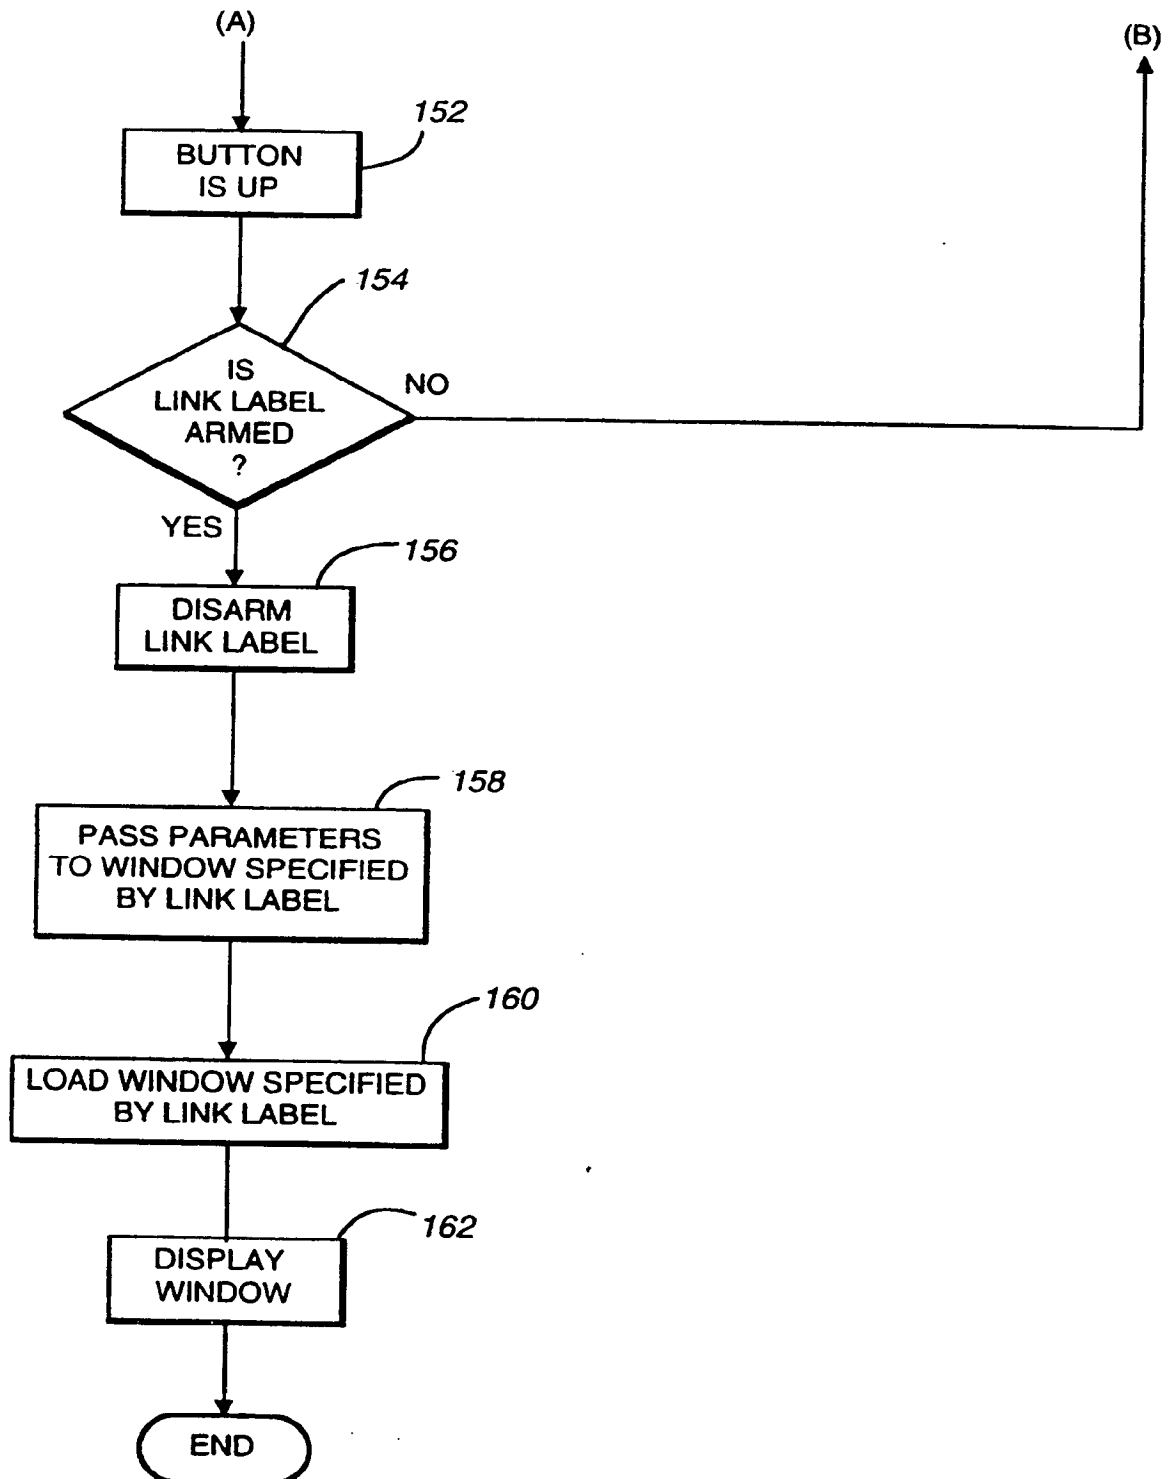 (A)
(B)
152
BUTTON
IS UP
154
IS
LINK LABEL
ARMED
?
NO
YES
156
DISARM
LINK LABEL
158
PASS PARAMETERS
TO WINDOW SPECIFIED
BY LINK LABEL
160
LOAD WINDOW SPECIFIED
BY LINK LABEL
162
DISPLAY
WINDOW
END